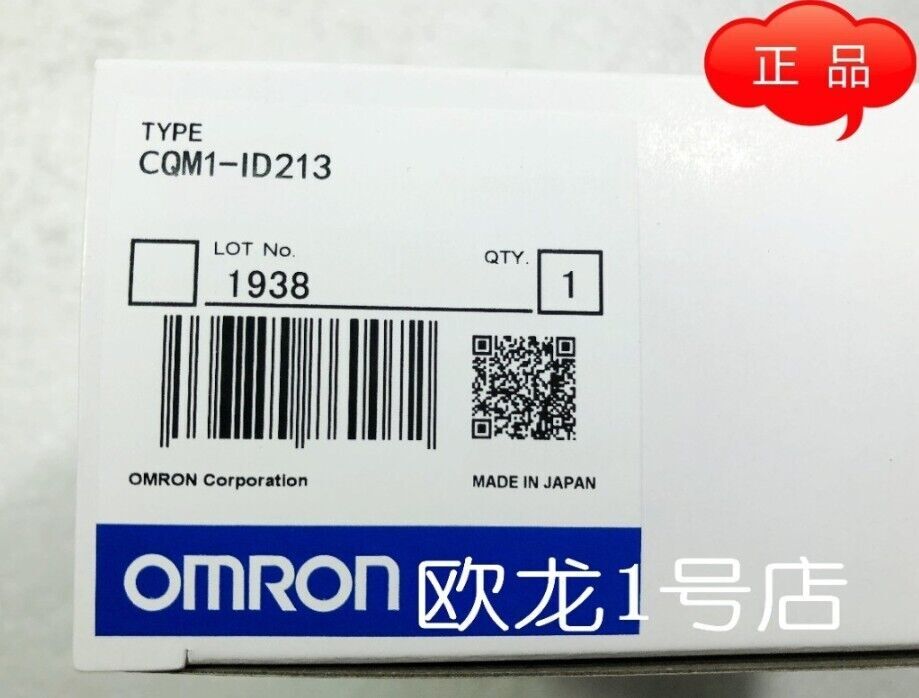 正品
TYPE
CQM1-ID213
LOT No.
1938
QTY.
1
OMRON Corporation
MADE IN JAPAN
OMRON
欧龙1号店